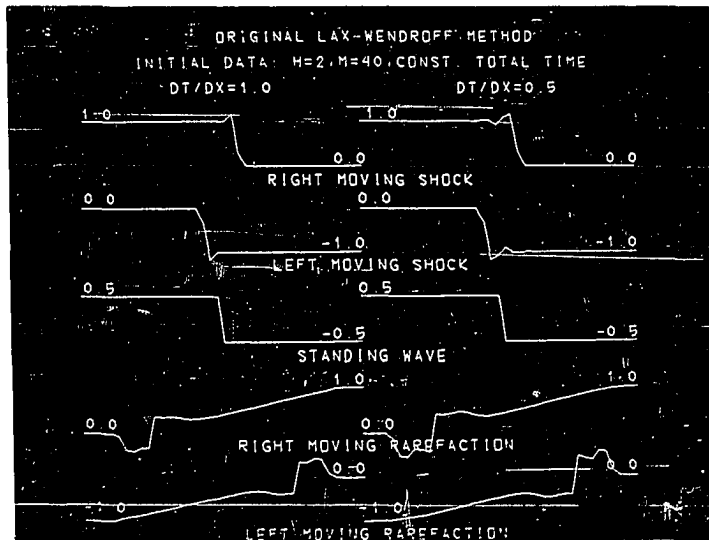 ORIGINAL LAX-WENDROFF METHOD
INITIAL DATA: H=2,M=40,CONST. TOTAL TIME
DT/DX=1.0 DT/DX=0.5
1.0 1.0
0.0 0.0
RIGHT MOVING SHOCK
0.0 0.0
-1.0 -1.0
LEFT MOVING SHOCK
0.5 0.5
-0.5 -0.5
STANDING WAVE
1.0 1.0
0.0 0.0
RIGHT MOVING RAREFACTION
0.0 0.0
-1.0 -1.0
LEFT MOVING RAREFACTION